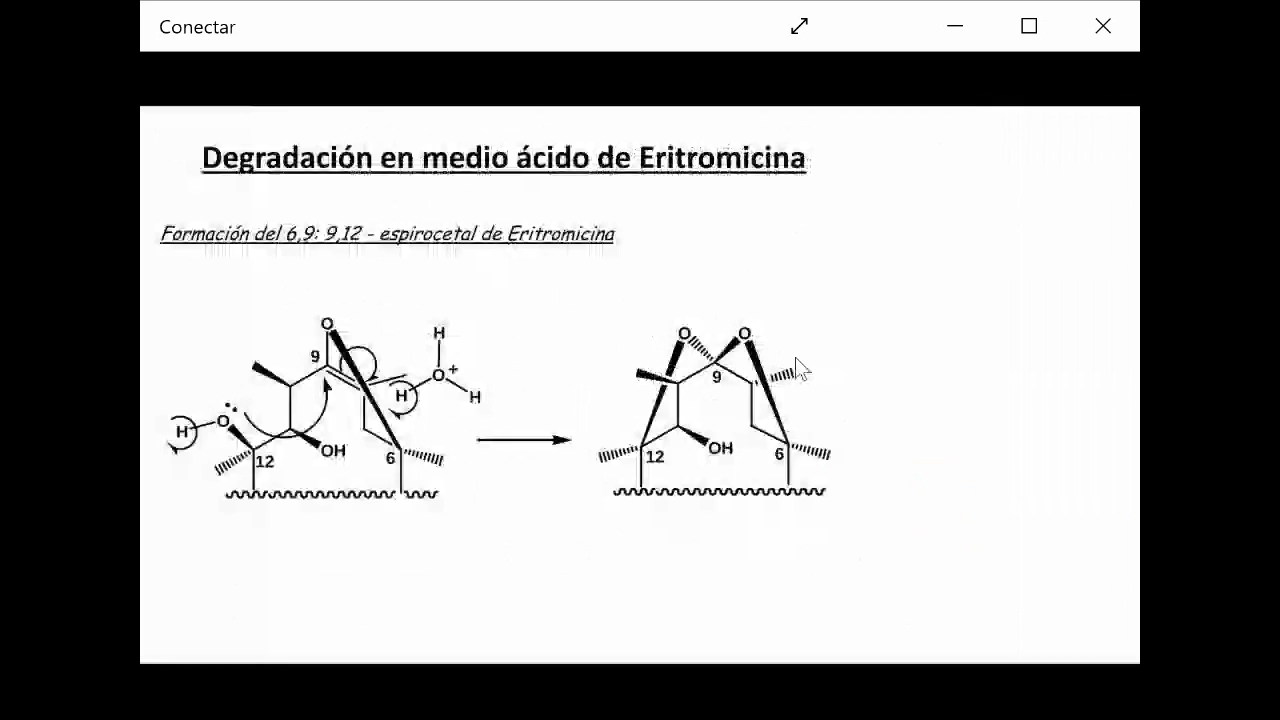 Conectar
Degradación en medio ácido de Eritromicina
Formación del 6,9: 9,12 - espirocetal de Eritromicina
O
H
9
O +
H
H
O
H
OH
12
6
O
O
9
OH
12
6